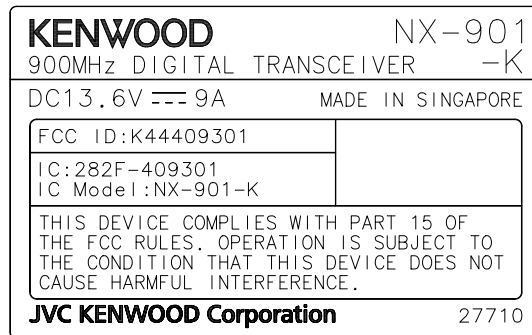 KENWOOD NX-901
900MHz DIGITAL TRANSCEIVER -K
DC13.6V ⎓ 9A MADE IN SINGAPORE
FCC ID:K44409301
IC:282F-409301
IC Model:NX-901-K
THIS DEVICE COMPLIES WITH PART 15 OF
THE FCC RULES. OPERATION IS SUBJECT TO
THE CONDITION THAT THIS DEVICE DOES NOT
CAUSE HARMFUL INTERFERENCE.
JVC KENWOOD Corporation 27710